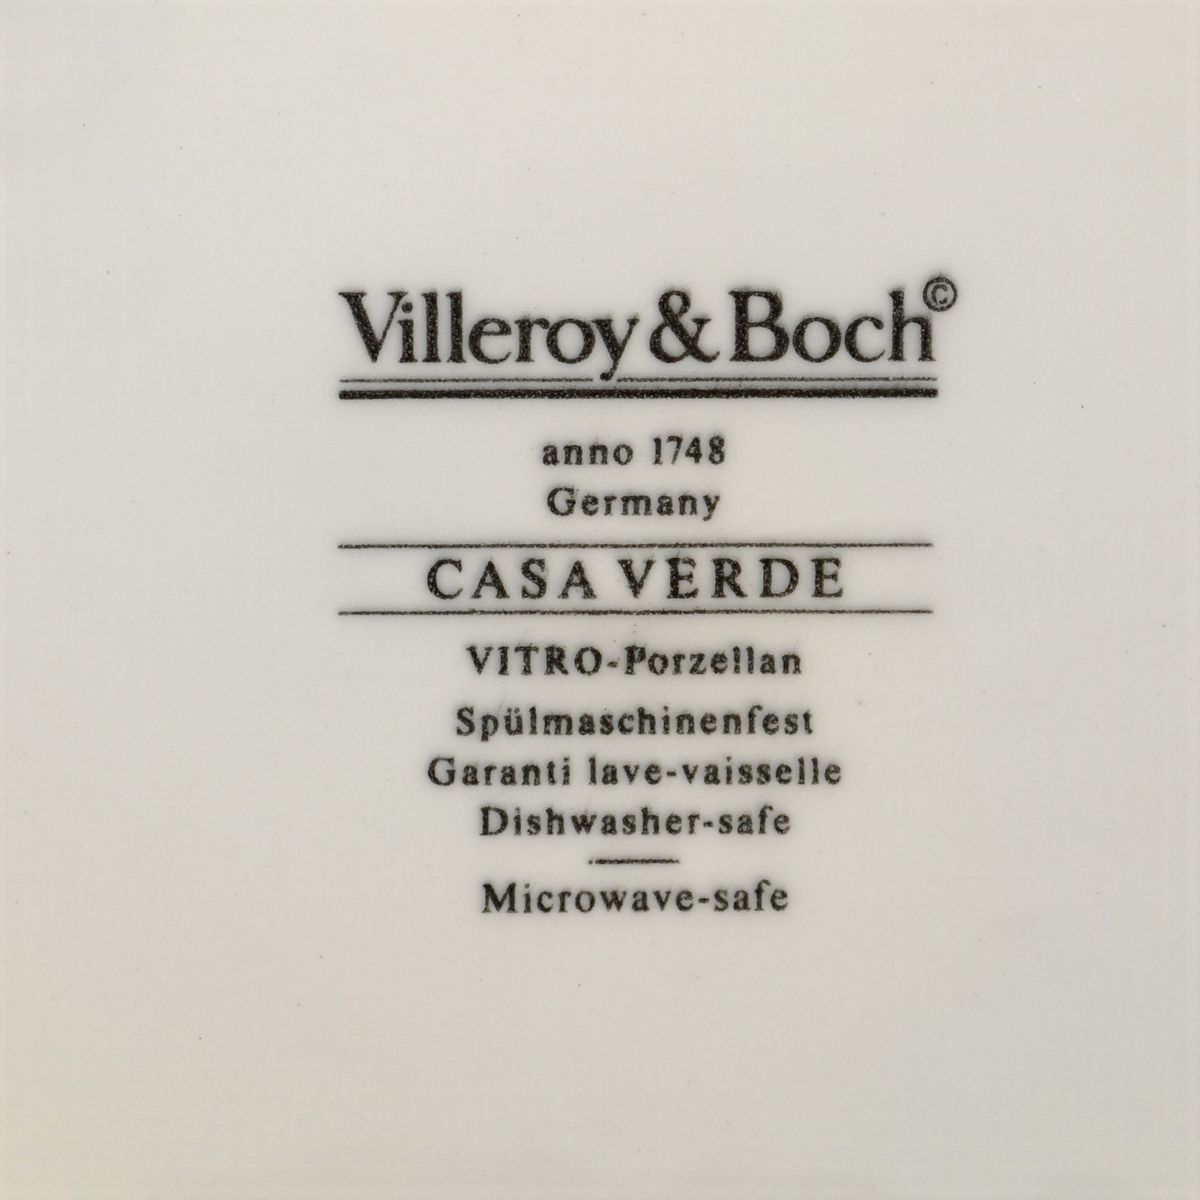 Villeroy & Boch ©
anno 1748
Germany
CASA VERDE
VITRO-Porzellan
Spülmaschinenfest
Garanti lave-vaisselle
Dishwasher-safe
Microwave-safe